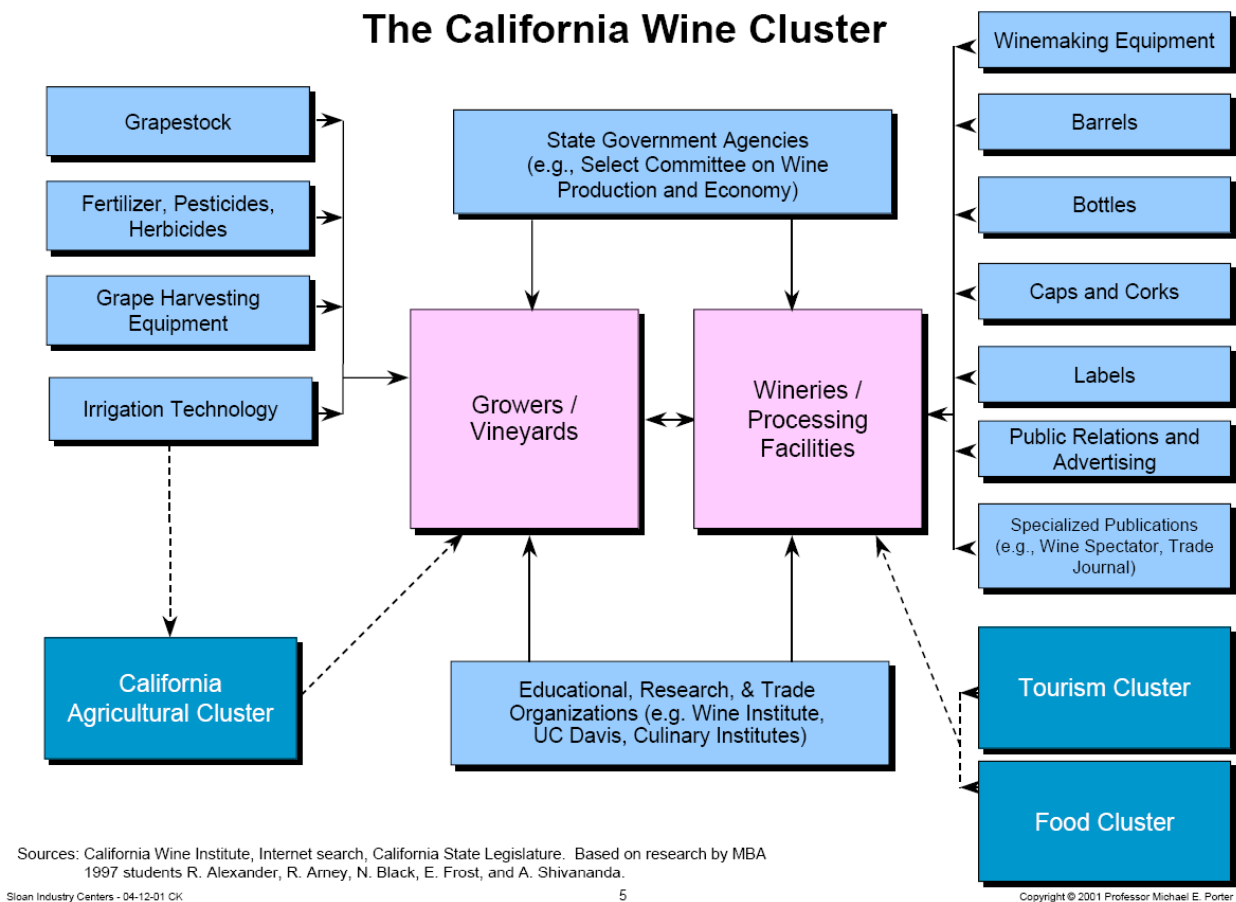 The California Wine Cluster
Grapestock
Fertilizer, Pesticides,
Herbicides
Grape Harvesting
Equipment
Irrigation Technology
State Government Agencies
(e.g., Select Committee on Wine
Production and Economy)
Growers /
Vineyards
Wineries /
Processing
Facilities
Winemaking Equipment
Barrels
Bottles
Caps and Corks
Labels
Public Relations and
Advertising
Specialized Publications
(e.g., Wine Spectator, Trade
Journal)
California
Agricultural Cluster
Educational, Research, & Trade
Organizations (e.g. Wine Institute,
UC Davis, Culinary Institutes)
Tourism Cluster
Food Cluster
Sources: California Wine Institute, Internet search, California State Legislature. Based on research by MBA
1997 students R. Alexander, R. Arney, N. Black, E. Frost, and A. Shivananda.
Sloan Industry Centers - 04-12-01 CK
5
Copyright © 2001 Professor Michael E. Porter